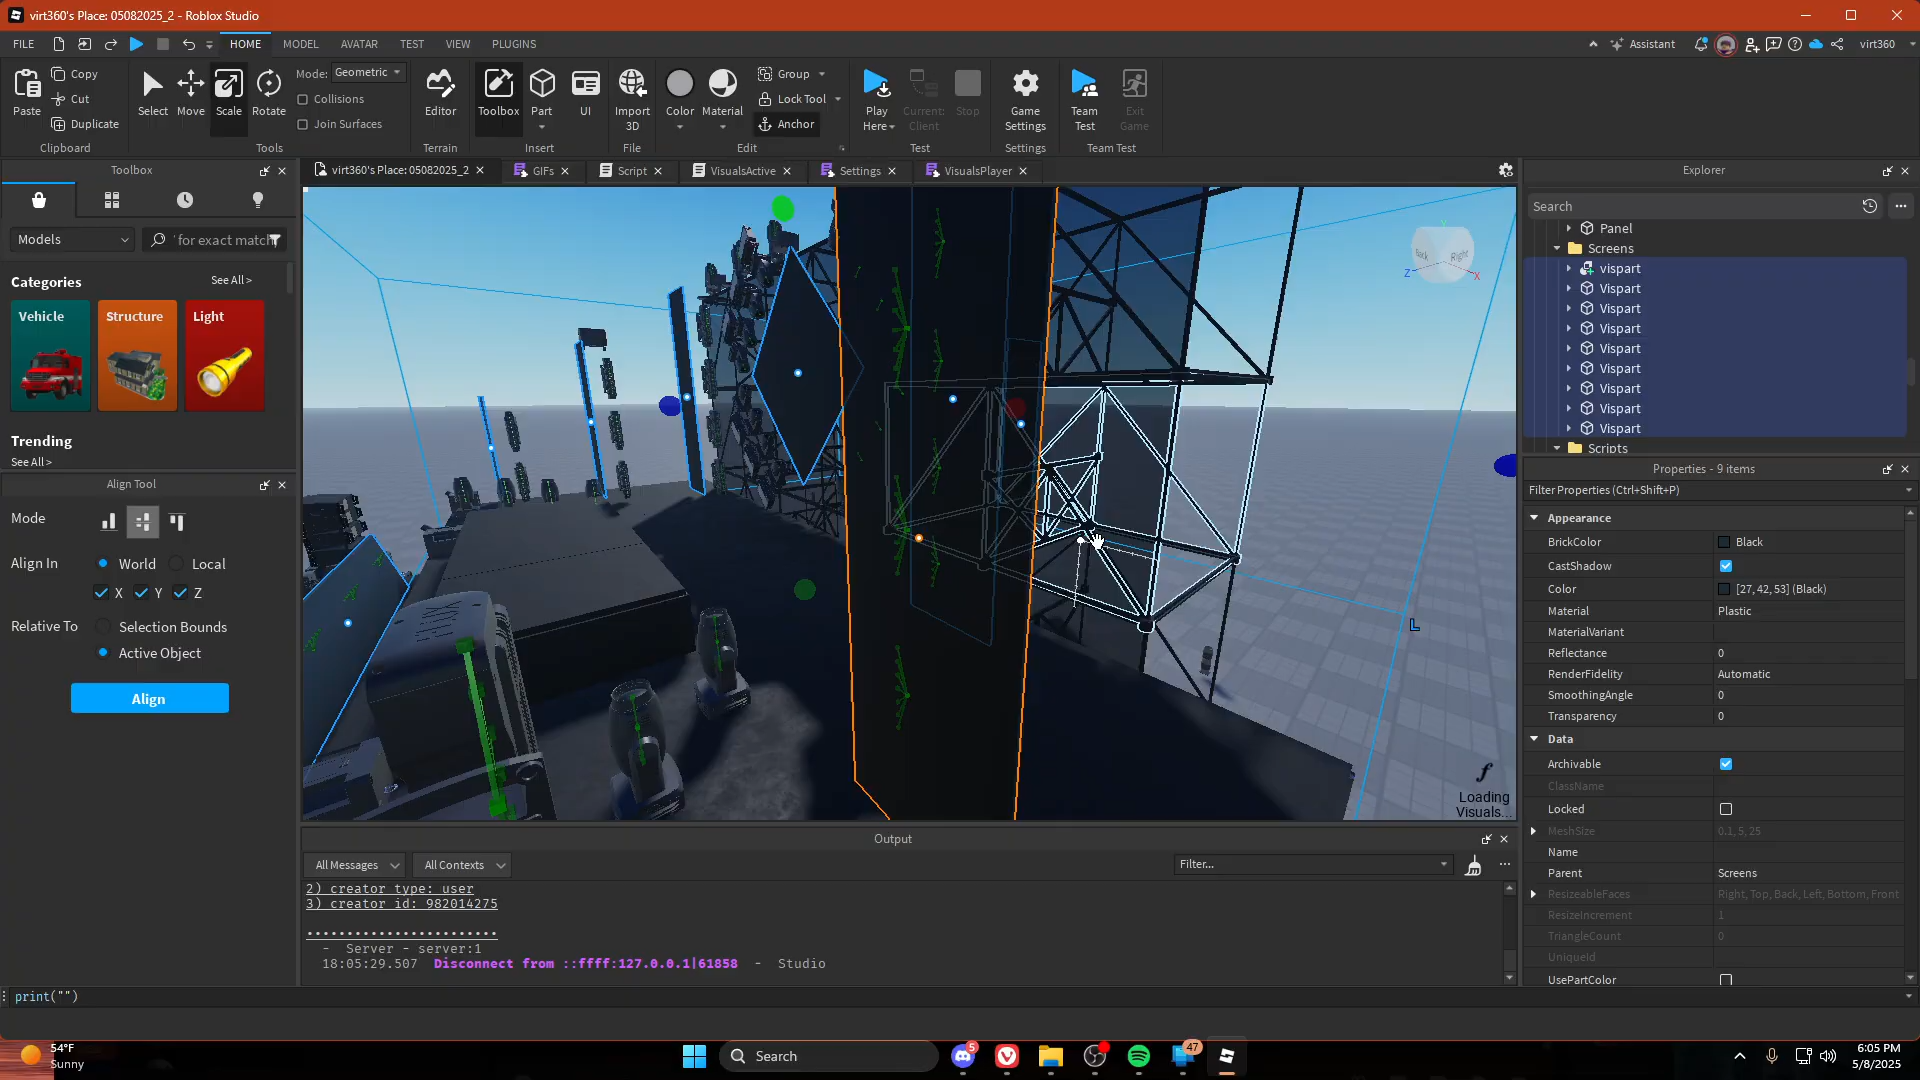 virt360's Place: 05082025_2 - Roblox Studio
FILE
HOME
MODEL
AVATAR
TEST
VIEW
PLUGINS
Assistant
virt360
Paste
Copy
Cut
Duplicate
Clipboard
Select
Move
Scale
Rotate
Mode:
Geometric
Collisions
Join Surfaces
Tools
Editor
Terrain
Toolbox
Part
UI
Insert
Import
3D
File
Color
Material
Group
Lock Tool
Anchor
Edit
Play
Here
Current:
Client
Stop
Test
Game
Settings
Settings
Team
Test
Exit
Game
Team Test
Toolbox
Models
' for exact match
Categories
See All >
Vehicle
Structure
Light
Trending
See All >
Align Tool
Mode
Align In
World
Local
X
Y
Z
Relative To
Selection Bounds
Active Object
Align
virt360's Place: 05082025_2
GIFs
Script
VisualsActive
Settings
VisualsPlayer
Back
Right
Y
Z
X
L
Loading
Visuals...
Output
All Messages
All Contexts
Filter...
2) creator type: user
3) creator id: 982014275
- Server - server:1
18:05:29.507 Disconnect from ::ffff:127.0.0.1|61858 - Studio
print("")
Explorer
Search
Panel
Screens
vispart
Vispart
Vispart
Vispart
Vispart
Vispart
Vispart
Vispart
Vispart
Scripts
Properties - 9 items
Filter Properties (Ctrl+Shift+P)
Appearance
BrickColor
Black
CastShadow
Color
[27, 42, 53] (Black)
Material
Plastic
MaterialVariant
Reflectance
0
RenderFidelity
Automatic
SmoothingAngle
0
Transparency
0
Data
Archivable
ClassName
Locked
MeshSize
0.1, 5, 25
Name
Parent
Screens
ResizeableFaces
Right, Top, Back, Left, Bottom, Front
ResizeIncrement
1
TriangleCount
0
UniqueId
UsePartColor
54°F
Sunny
Search
5
47
6:05 PM
5/8/2025